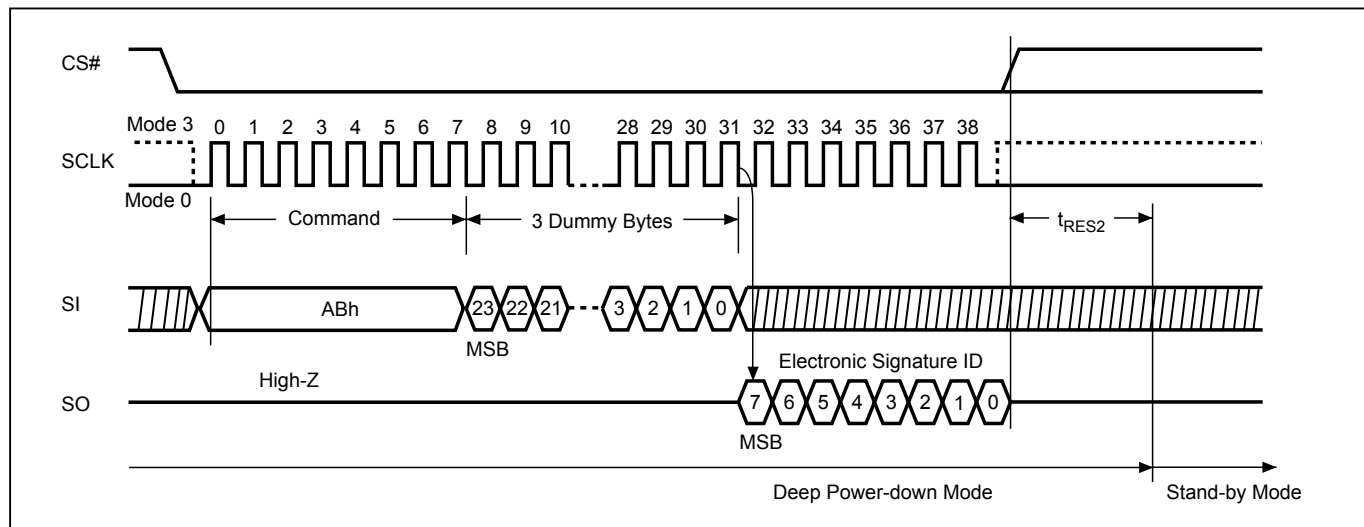 CS#
Mode 3 0 1 2 3 4 5 6 7 8 9 10 28 29 30 31 32 33 34 35 36 37 38
SCLK
Mode 0
Command 3 Dummy Bytes tRES2
SI ABh 23 22 21 3 2 1 0
MSB
High-Z Electronic Signature ID
SO 7 6 5 4 3 2 1 0
MSB
Deep Power-down Mode Stand-by Mode